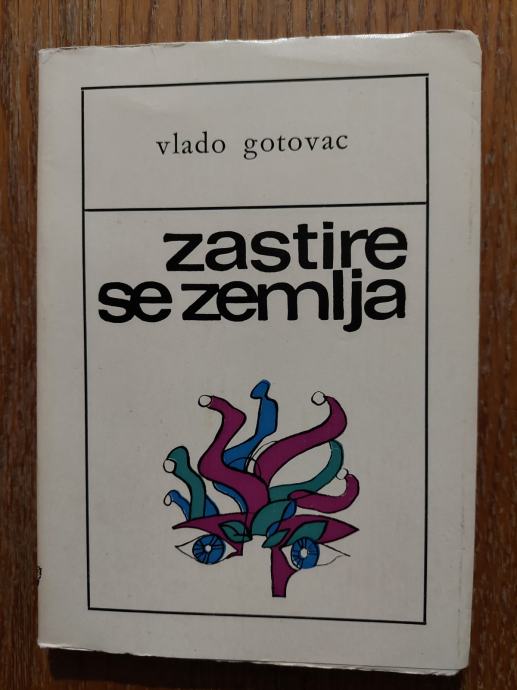 vlado gotovac
zastire
se zemlja